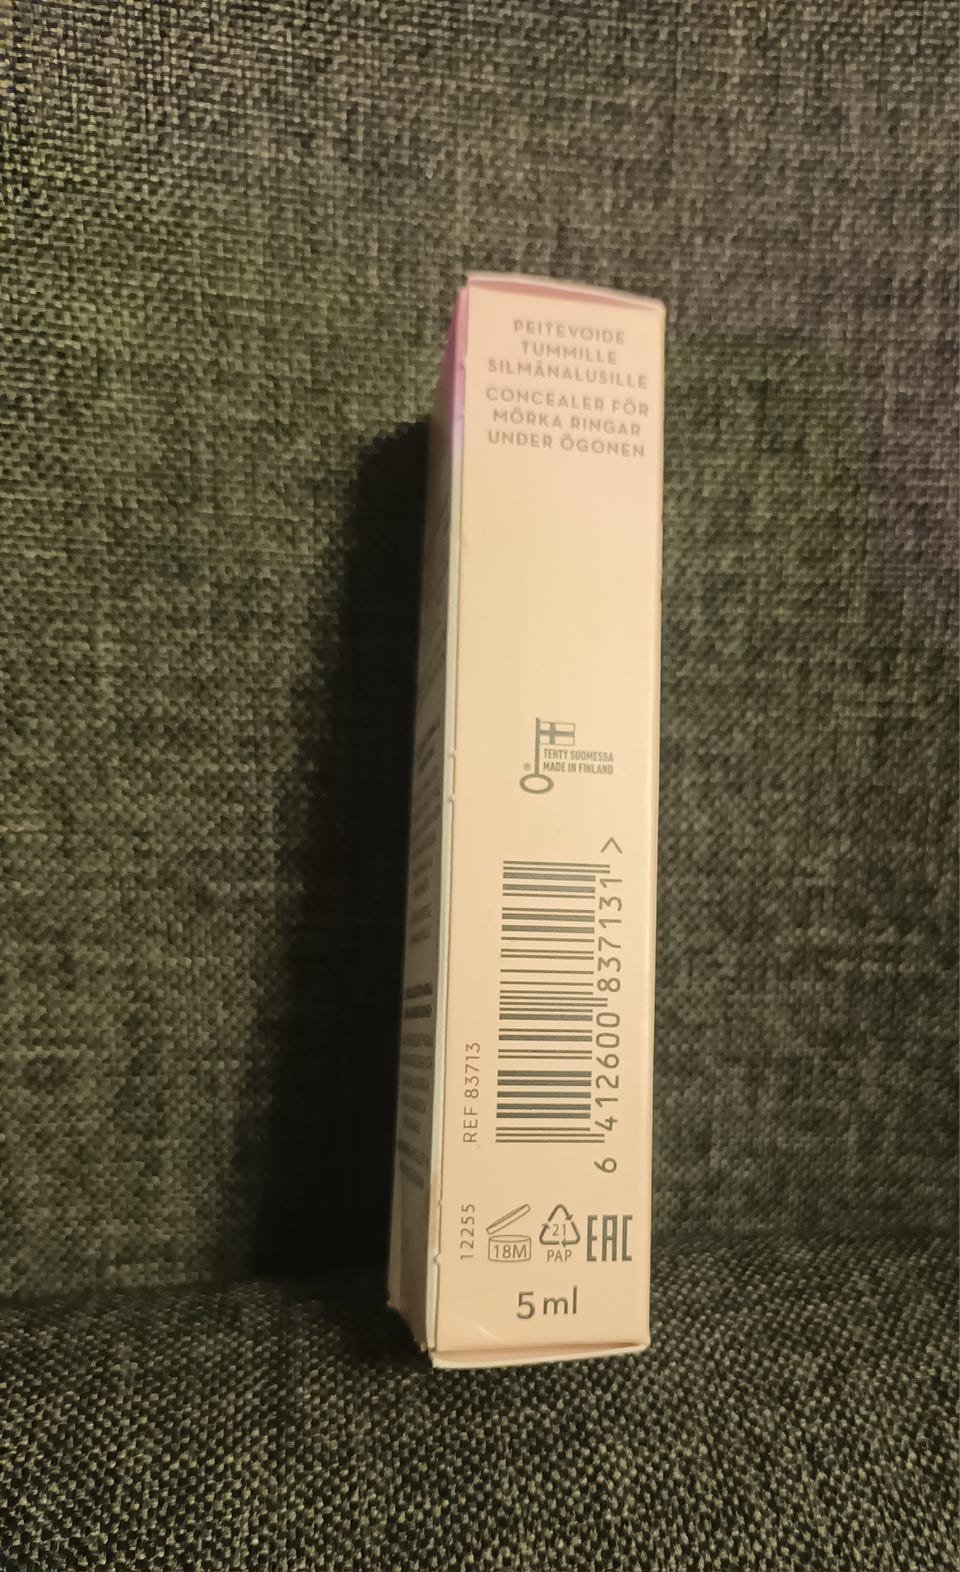 PEITEVOIDE
TUMMILLE
SILMÄNALUSILLE
CONCEALER FÖR
MÖRKA RINGAR
UNDER ÖGONEN
TEHTY SUOMESSA
MADE IN FINLAND
®
6 412600 837131 >
REF 83713
12255
18M
21
PAP
EAC
5 ml